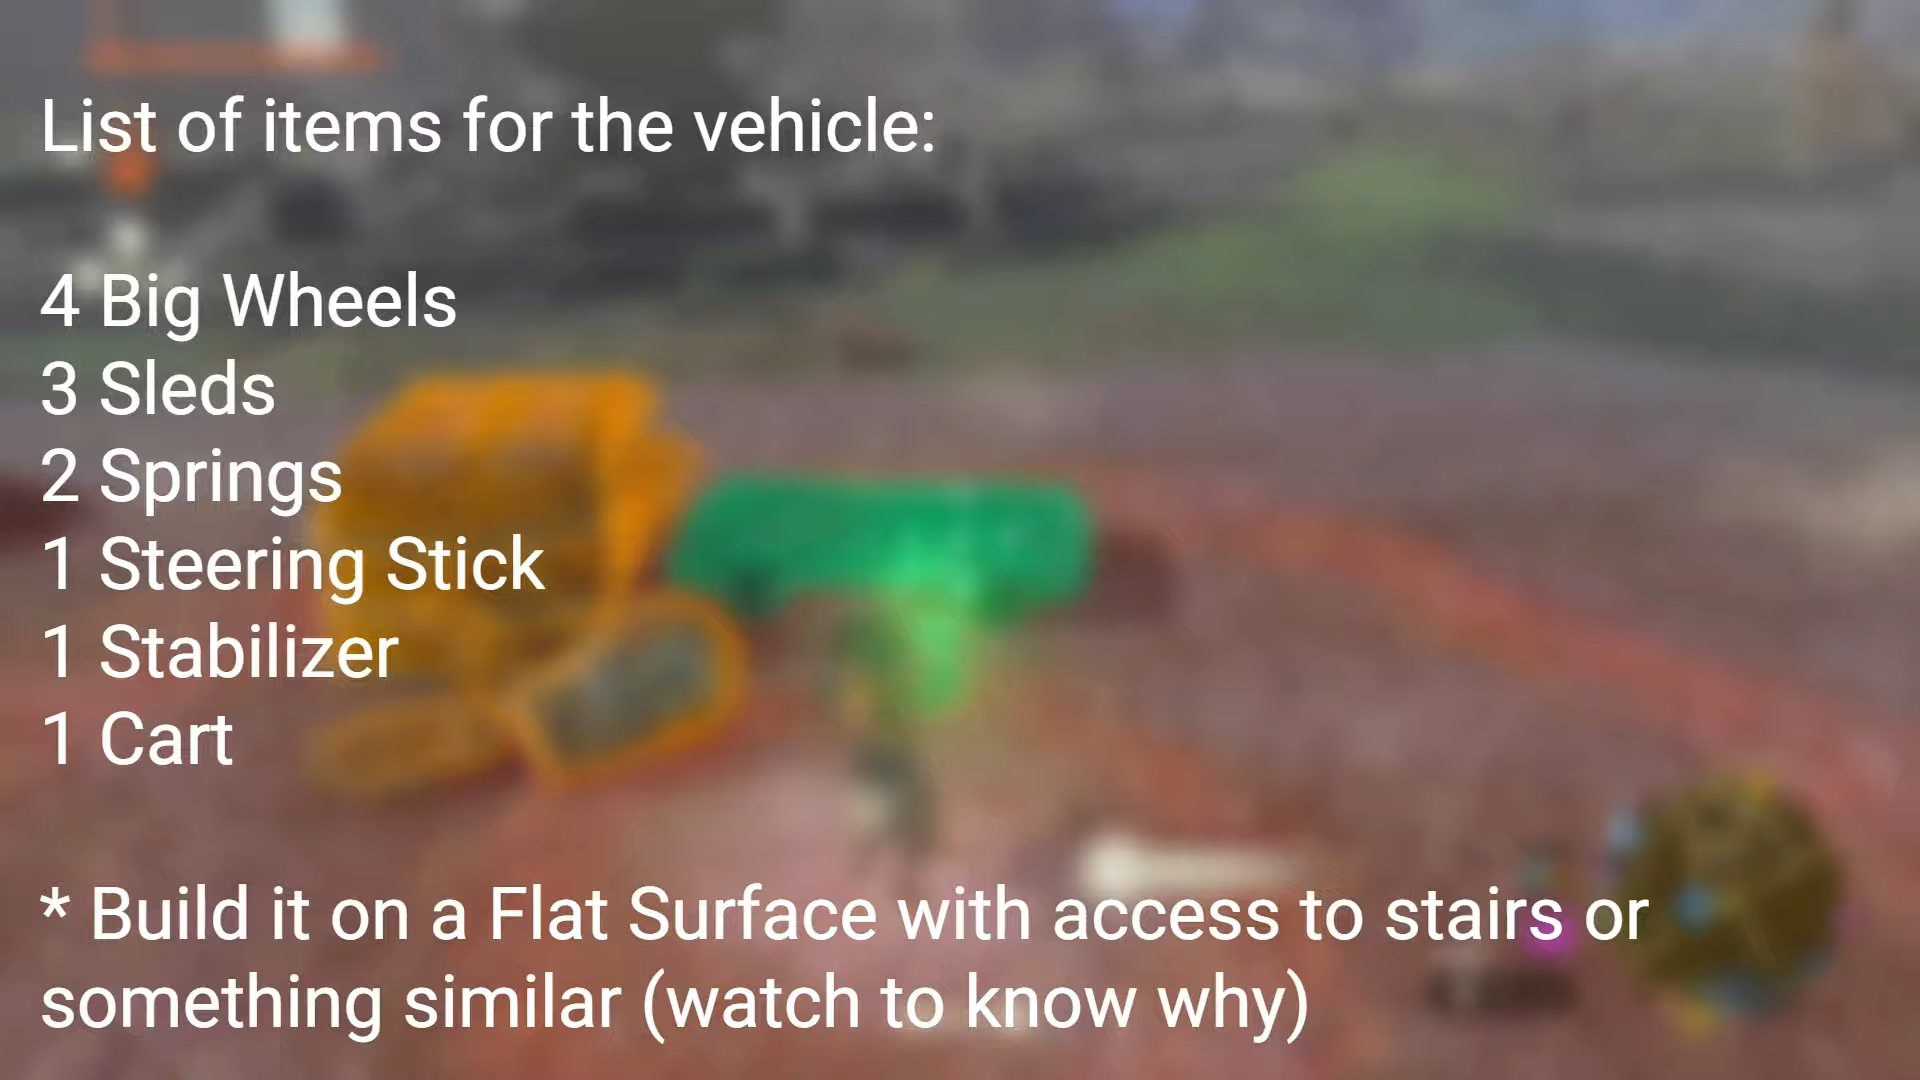 List of items for the vehicle:
4 Big Wheels
3 Sleds
2 Springs
1 Steering Stick
1 Stabilizer
1 Cart
* Build it on a Flat Surface with access to stairs or
something similar (watch to know why)